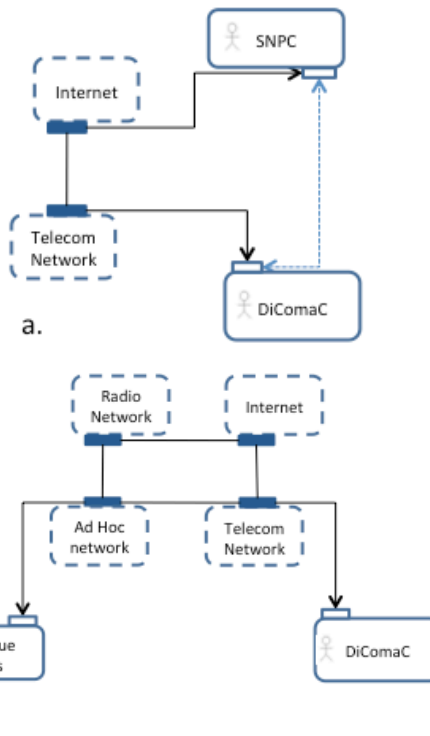 SNPC
Internet
Telecom
Network
DiComaC
a.
Radio
Network
Internet
Ad Hoc
network
Telecom
Network
DiComaC